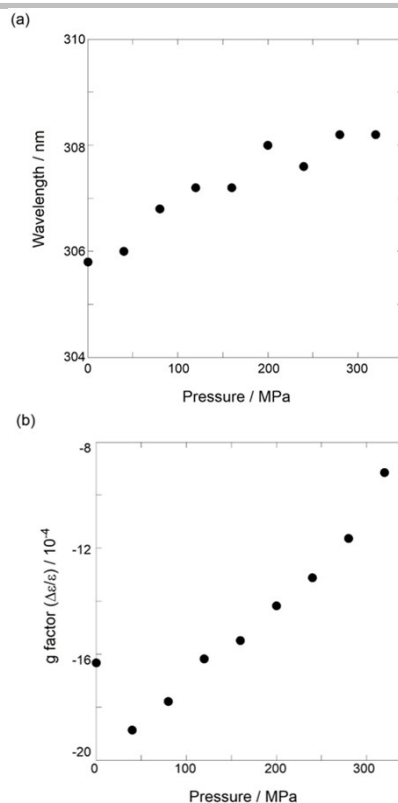 (a)
310
308
306
304
Wavelength / nm
0 100 200 300
Pressure / MPa
(b)
-8
-12
-16
-20
g factor (Δε/ε) / 10⁻⁴
0 100 200 300
Pressure / MPa